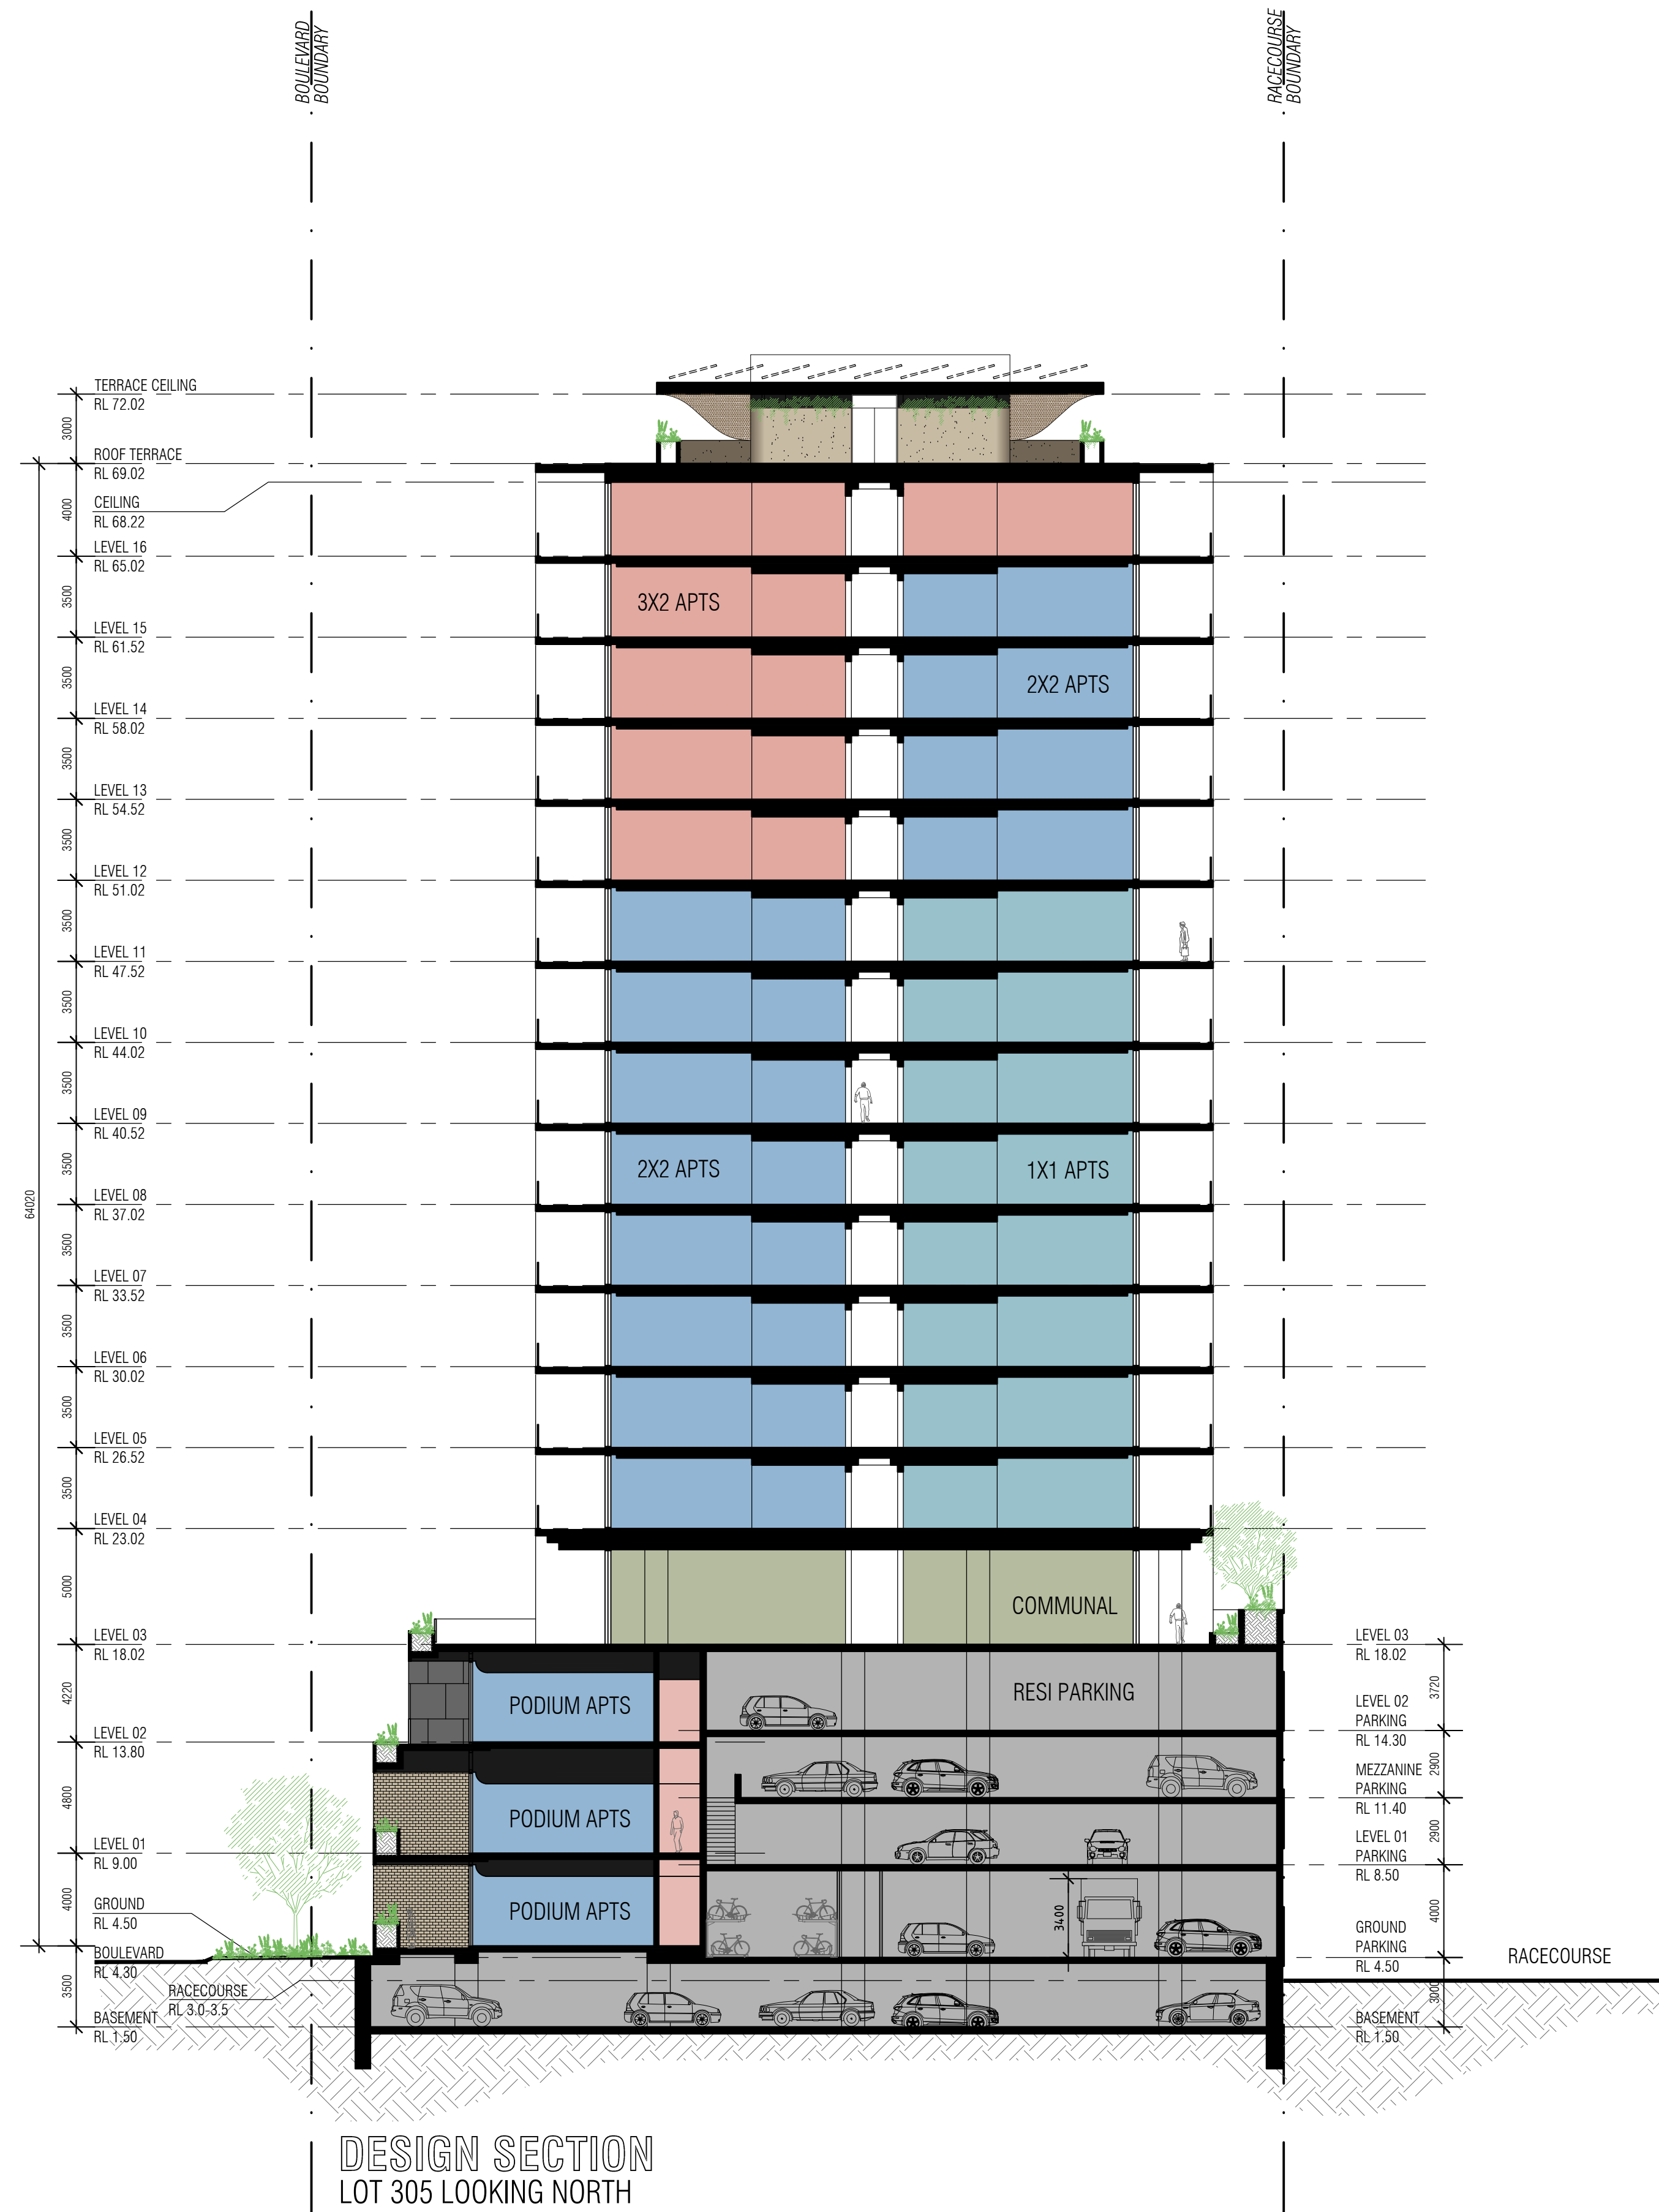 BOULEVARD
BOUNDARY
RACECOURSE
BOUNDARY
TERRACE CEILING
RL 72.02
3000
ROOF TERRACE
RL 69.02
CEILING
RL 68.22
4000
LEVEL 16
RL 65.02
3500
3X2 APTS
LEVEL 15
RL 61.52
3500
2X2 APTS
LEVEL 14
RL 58.02
3500
LEVEL 13
RL 54.52
3500
LEVEL 12
RL 51.02
3500
LEVEL 11
RL 47.52
3500
LEVEL 10
RL 44.02
3500
LEVEL 09
RL 40.52
3500
2X2 APTS
1X1 APTS
LEVEL 08
RL 37.02
64020
3500
LEVEL 07
RL 33.52
3500
LEVEL 06
RL 30.02
3500
LEVEL 05
RL 26.52
3500
LEVEL 04
RL 23.02
5000
COMMUNAL
LEVEL 03
RL 18.02
4220
PODIUM APTS
RESI PARKING
LEVEL 02
RL 13.80
4800
PODIUM APTS
LEVEL 01
RL 9.00
4000
PODIUM APTS
3400
GROUND
RL 4.50
BOULEVARD
RL 4.30
3500
RACECOURSE
RL 3.0-3.5
BASEMENT
RL 1.50
LEVEL 03
RL 18.02
3720
LEVEL 02
PARKING
RL 14.30
2900
MEZZANINE
PARKING
RL 11.40
2900
LEVEL 01
PARKING
RL 8.50
4000
GROUND
PARKING
RL 4.50
RACECOURSE
3000
BASEMENT
RL 1.50
DESIGN SECTION
LOT 305 LOOKING NORTH